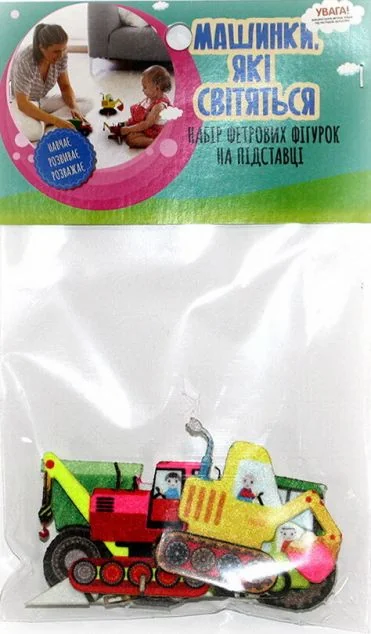 УВАГА!
МАШИНКИ,
ЯКІ
СВІТЯТЬСЯ
НАБІР ФЕТРОВИХ ФІГУРОК
НА ПІДСТАВЦІ
НАВЧАЄ
РОЗВИВАЄ
РОЗВАЖАЄ